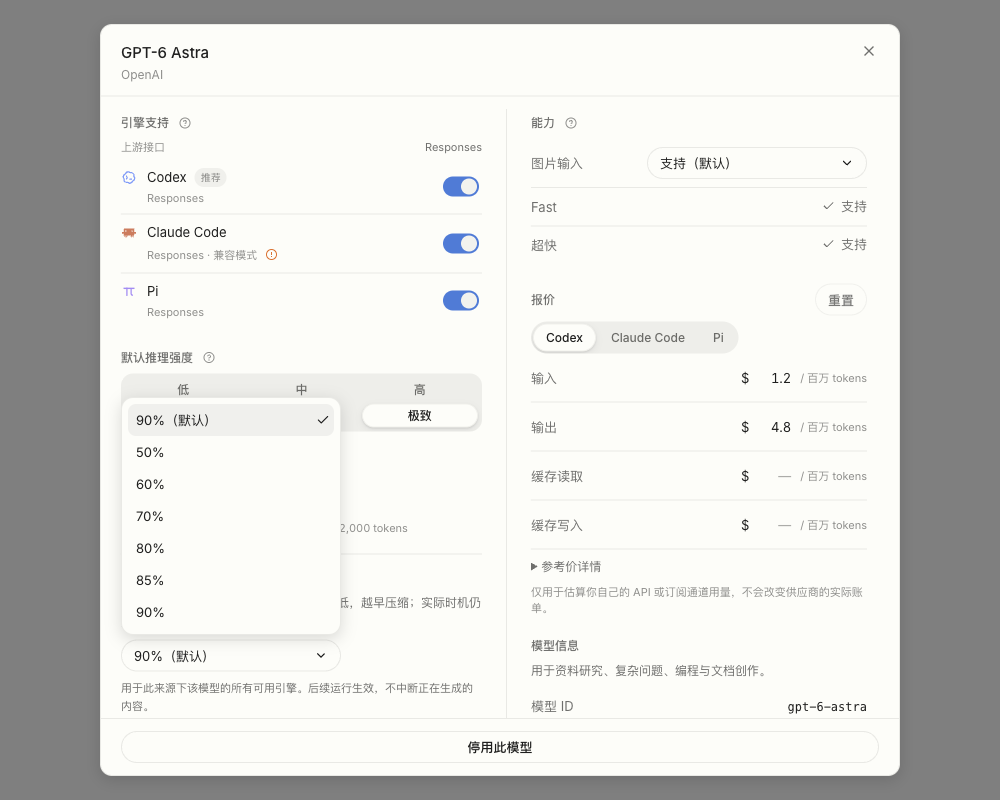 GPT-6 Astra
OpenAI
引擎支持
上游接口 Responses
Codex 推荐
Responses
Claude Code
Responses · 兼容模式
Pi
Responses
默认推理强度
低 中 高
极致
90%（默认）
50%
60%
70%
80%
85%
90%
2,000 tokens
低，越早压缩；实际时机仍
90%（默认）
用于此来源下该模型的所有可用引擎。后续运行生效，不中断正在生成的
内容。
能力
图片输入 支持（默认）
Fast 支持
超快 支持
报价 重置
Codex Claude Code Pi
输入 $ 1.2 / 百万 tokens
输出 $ 4.8 / 百万 tokens
缓存读取 $ — / 百万 tokens
缓存写入 $ — / 百万 tokens
参考价详情
仅用于估算你自己的 API 或订阅通道用量，不会改变供应商的实际账
单。
模型信息
用于资料研究、复杂问题、编程与文档创作。
模型 ID gpt-6-astra
停用此模型